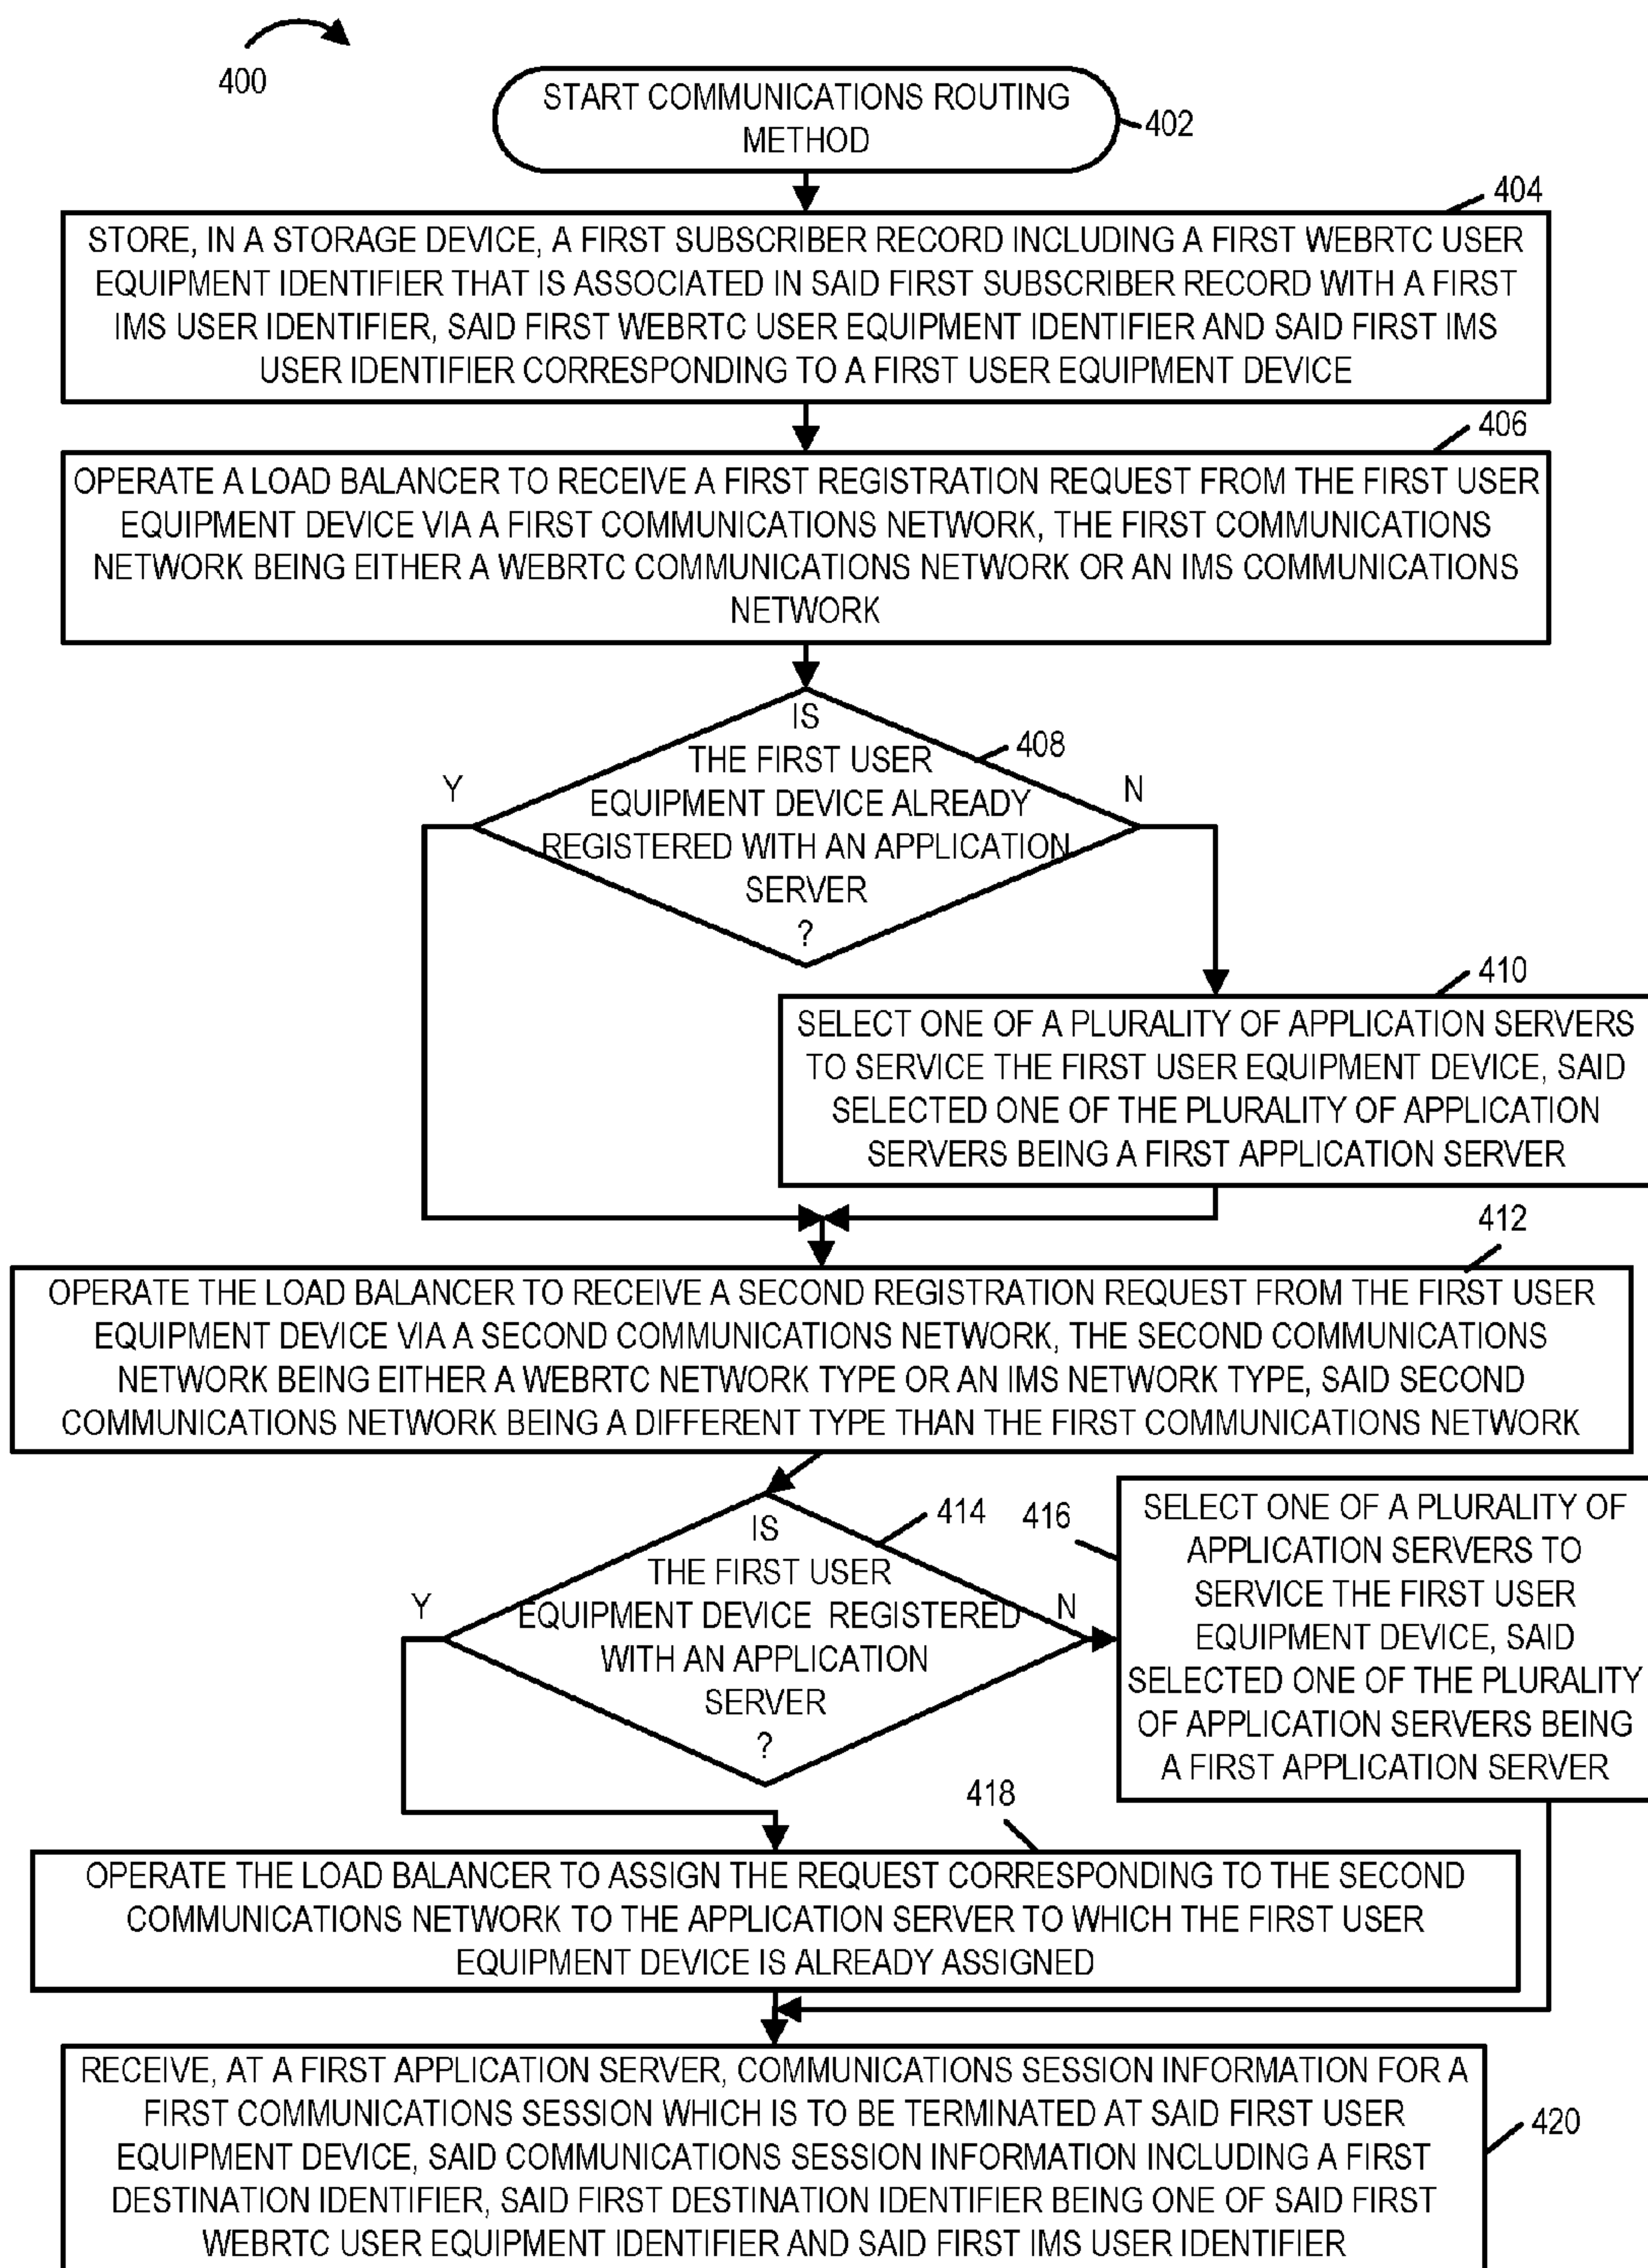 400
START COMMUNICATIONS ROUTING
METHOD
402
404
STORE, IN A STORAGE DEVICE, A FIRST SUBSCRIBER RECORD INCLUDING A FIRST WEBRTC USER
EQUIPMENT IDENTIFIER THAT IS ASSOCIATED IN SAID FIRST SUBSCRIBER RECORD WITH A FIRST
IMS USER IDENTIFIER, SAID FIRST WEBRTC USER EQUIPMENT IDENTIFIER AND SAID FIRST IMS
USER IDENTIFIER CORRESPONDING TO A FIRST USER EQUIPMENT DEVICE
406
OPERATE A LOAD BALANCER TO RECEIVE A FIRST REGISTRATION REQUEST FROM THE FIRST USER
EQUIPMENT DEVICE VIA A FIRST COMMUNICATIONS NETWORK, THE FIRST COMMUNICATIONS
NETWORK BEING EITHER A WEBRTC COMMUNICATIONS NETWORK OR AN IMS COMMUNICATIONS
NETWORK
IS
THE FIRST USER
EQUIPMENT DEVICE ALREADY
REGISTERED WITH AN APPLICATION
SERVER
?
408
Y
N
410
SELECT ONE OF A PLURALITY OF APPLICATION SERVERS
TO SERVICE THE FIRST USER EQUIPMENT DEVICE, SAID
SELECTED ONE OF THE PLURALITY OF APPLICATION
SERVERS BEING A FIRST APPLICATION SERVER
412
OPERATE THE LOAD BALANCER TO RECEIVE A SECOND REGISTRATION REQUEST FROM THE FIRST USER
EQUIPMENT DEVICE VIA A SECOND COMMUNICATIONS NETWORK, THE SECOND COMMUNICATIONS
NETWORK BEING EITHER A WEBRTC NETWORK TYPE OR AN IMS NETWORK TYPE, SAID SECOND
COMMUNICATIONS NETWORK BEING A DIFFERENT TYPE THAN THE FIRST COMMUNICATIONS NETWORK
IS
THE FIRST USER
EQUIPMENT DEVICE REGISTERED
WITH AN APPLICATION
SERVER
?
414
Y
N
416
SELECT ONE OF A PLURALITY OF
APPLICATION SERVERS TO
SERVICE THE FIRST USER
EQUIPMENT DEVICE, SAID
SELECTED ONE OF THE PLURALITY
OF APPLICATION SERVERS BEING
A FIRST APPLICATION SERVER
418
OPERATE THE LOAD BALANCER TO ASSIGN THE REQUEST CORRESPONDING TO THE SECOND
COMMUNICATIONS NETWORK TO THE APPLICATION SERVER TO WHICH THE FIRST USER
EQUIPMENT DEVICE IS ALREADY ASSIGNED
RECEIVE, AT A FIRST APPLICATION SERVER, COMMUNICATIONS SESSION INFORMATION FOR A
FIRST COMMUNICATIONS SESSION WHICH IS TO BE TERMINATED AT SAID FIRST USER
EQUIPMENT DEVICE, SAID COMMUNICATIONS SESSION INFORMATION INCLUDING A FIRST
DESTINATION IDENTIFIER, SAID FIRST DESTINATION IDENTIFIER BEING ONE OF SAID FIRST
WEBRTC USER EQUIPMENT IDENTIFIER AND SAID FIRST IMS USER IDENTIFIER
420